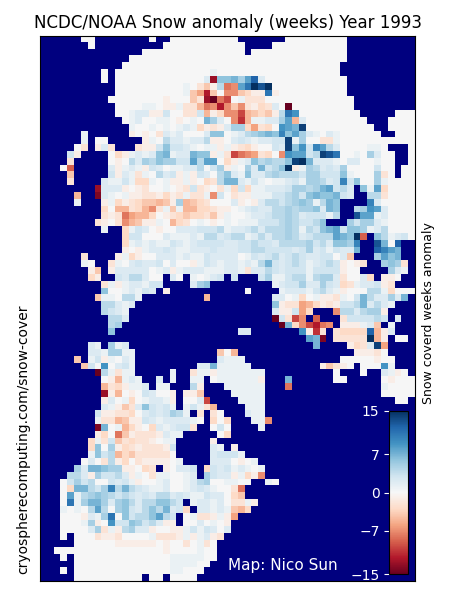 NCDC/NOAA Snow anomaly (weeks) Year 1993
cryospherecomputing.com/snow-cover
Snow coverd weeks anomaly
15
7
0
−7
−15
Map: Nico Sun